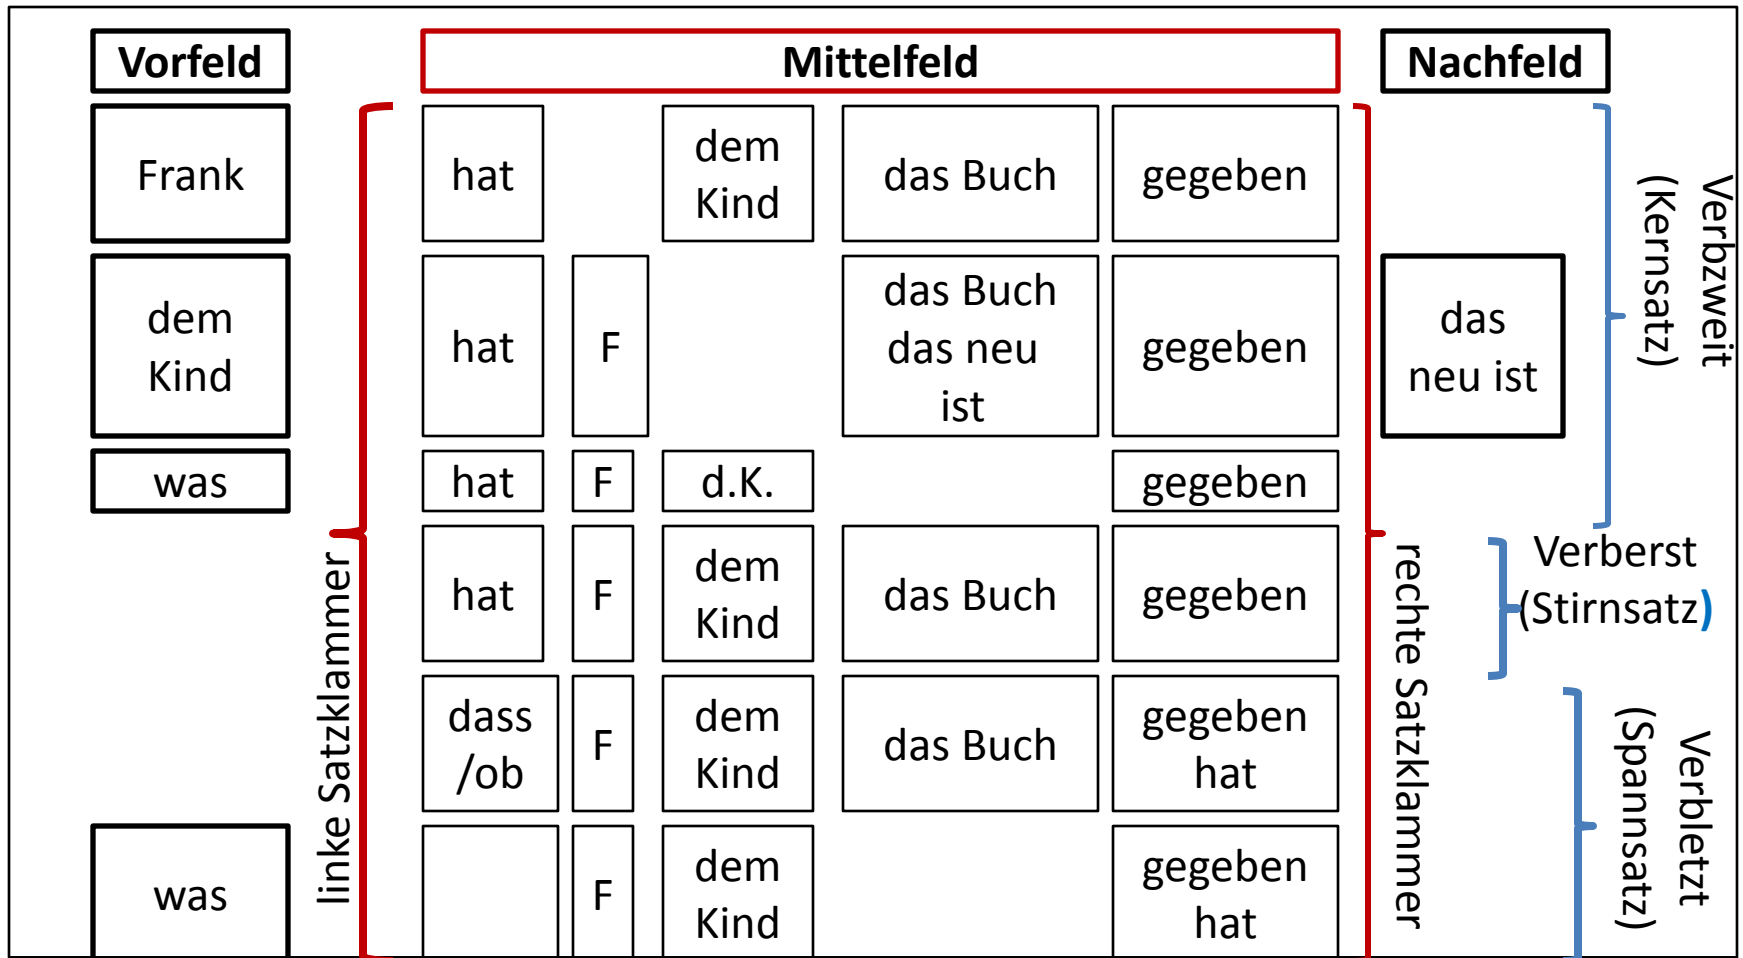 Vorfeld Mittelfeld Nachfeld
Frank hat dem Kind das Buch gegeben
dem Kind hat F das Buch das neu ist gegeben das neu ist
was hat F d.K. gegeben
hat F dem Kind das Buch gegeben
dass /ob F dem Kind das Buch gegeben hat
was F dem Kind gegeben hat
linke Satzklammer
rechte Satzklammer
Verbzweit
(Kernsatz)
Verberst
(Stirnsatz)
Verbletzt
(Spannsatz)